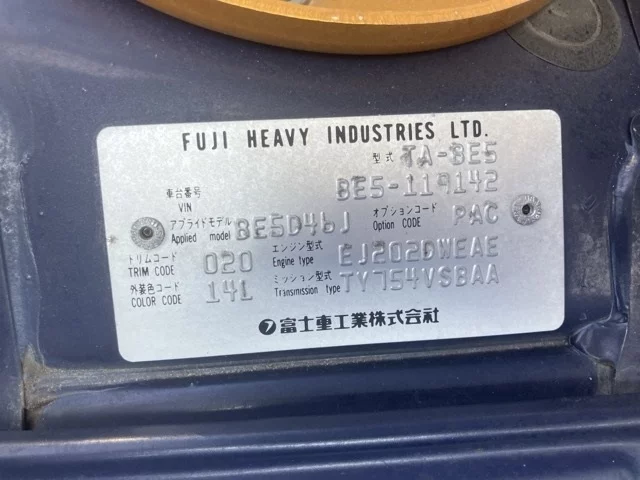 FUJI HEAVY INDUSTRIES LTD.
型式 TA-BE5
車台番号 VIN BE5-119142
アプライドモデル Applied model BE5D46J オプションコード Option CODE PAC
トリムコード TRIM CODE 020 エンジン型式 Engine type EJ202DWEAE
外装色コード COLOR CODE 14L ミッション型式 Transmission type TY754VSBAA
富士重工業株式会社